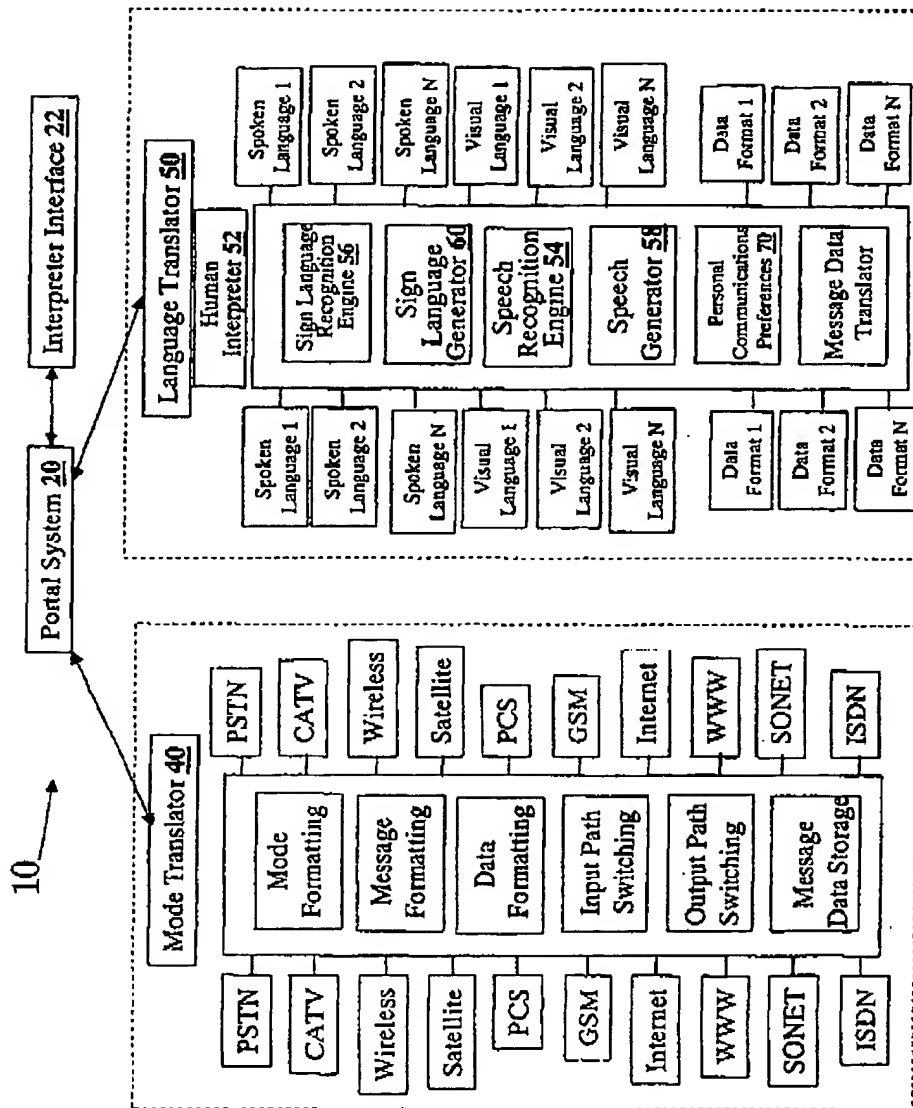 10
Portal System 20
Interpreter Interface 22
Mode Translator 40
PSTN
CATV
Wireless
Satellite
PCS
GSM
Internet
WWW
SONET
ISDN
Mode
Formatting
Message
Formatting
Data
Formatting
Input Path
Switching
Output Path
Switching
Message
Data Storage
PSTN
CATV
Wireless
Satellite
PCS
GSM
Internet
WWW
SONET
ISDN
Language Translator 50
Human
Interpreter 52
Spoken
Language 1
Spoken
Language 2
Spoken
Language N
Visual
Language 1
Visual
Language 2
Visual
Language N
Data
Format 1
Data
Format 2
Data
Format N
Sign Language
Recognition
Engine 56
Sign
Language
Generator 60
Speech
Recognition
Engine 54
Speech
Generator 58
Personal
Communications
Preferences 70
Message Data
Translator
Spoken
Language 1
Spoken
Language 2
Spoken
Language N
Visual
Language 1
Visual
Language 2
Visual
Language N
Data
Format 1
Data
Format 2
Data
Format N